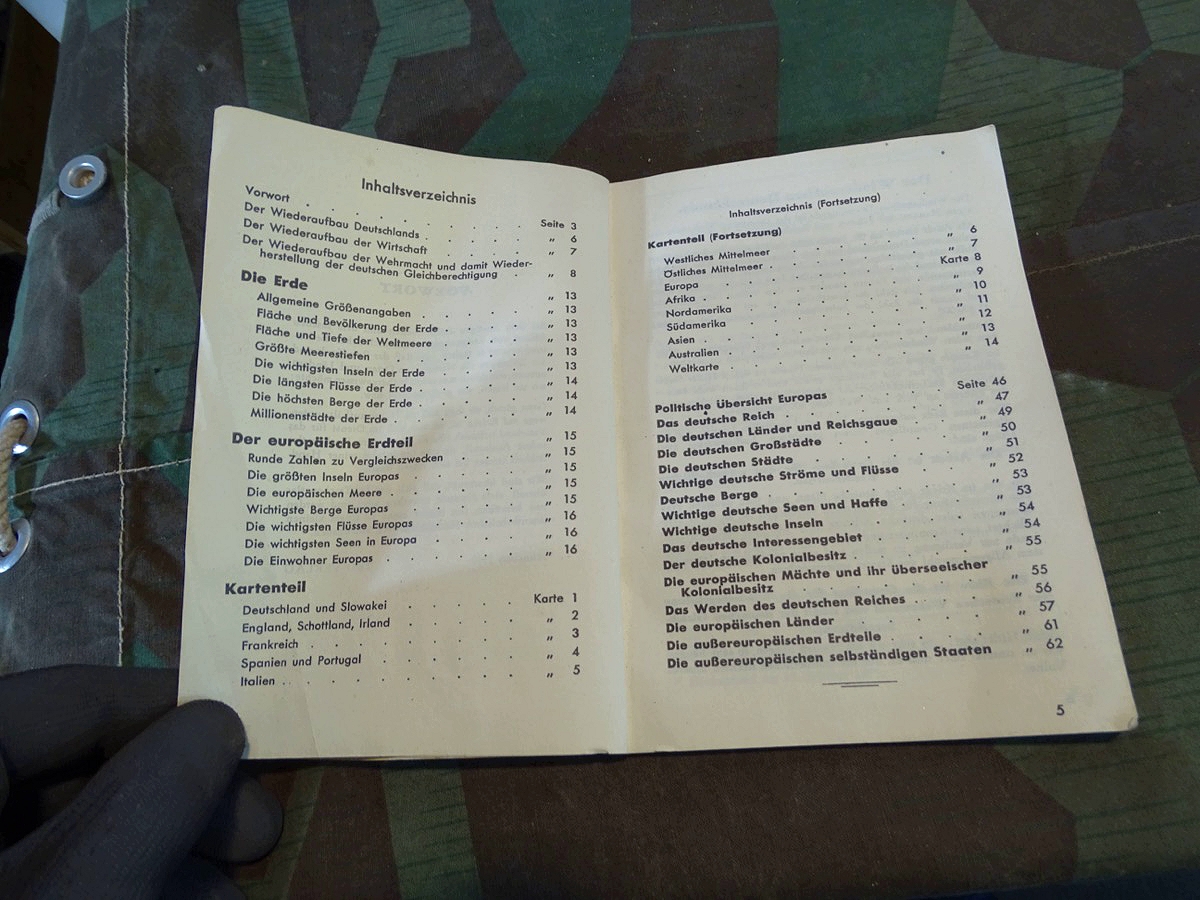 Inhaltsverzeichnis
Vorwort . . . . . . . Seite 3
Der Wiederaufbau Deutschlands . . . . . „ 6
Der Wiederaufbau der Wirtschaft . . . . . „ 7
Der Wiederaufbau der Wehrmacht und damit Wieder-
herstellung der deutschen Gleichberechtigung . . „ 8
Die Erde . . . . . . . „ 13
Allgemeine Größenangaben . . . . . „ 13
Fläche und Bevölkerung der Erde . . . . „ 13
Fläche und Tiefe der Weltmeere . . . . „ 13
Größte Meerestiefen . . . . . „ 13
Die wichtigsten Inseln der Erde . . . . „ 13
Die längsten Flüsse der Erde . . . . . „ 14
Die höchsten Berge der Erde . . . . . „ 14
Millionenstädte der Erde . . . . . „ 14
Der europäische Erdteil . . . . „ 15
Runde Zahlen zu Vergleichszwecken . . . . „ 15
Die größten Inseln Europas . . . . . „ 15
Die europäischen Meere . . . . . „ 15
Wichtigste Berge Europas . . . . . „ 15
Die wichtigsten Flüsse Europas . . . . „ 16
Die wichtigsten Seen in Europa . . . . „ 16
Die Einwohner Europas . . . . . „ 16
Kartenteil
Deutschland und Slowakei . . . . . Karte 1
England, Schottland, Irland . . . . . „ 2
Frankreich . . . . . . . „ 3
Spanien und Portugal . . . . . „ 4
Italien . . . . . . . . „ 5
Inhaltsverzeichnis (Fortsetzung)
Kartenteil (Fortsetzung)
Westliches Mittelmeer . . . . . „ 6
Östliches Mittelmeer . . . . . „ 7
Europa . . . . . . . Karte 8
Afrika . . . . . . . „ 9
Nordamerika . . . . . . „ 10
Südamerika . . . . . . „ 11
Asien . . . . . . . „ 12
Australien . . . . . . „ 13
Weltkarte . . . . . . „ 14
Politische Übersicht Europas . . . . Seite 46
Das deutsche Reich . . . . . . „ 47
Die deutschen Länder und Reichsgaue . . . „ 49
Die deutschen Großstädte . . . . . „ 50
Die deutschen Städte . . . . . . „ 51
Wichtige deutsche Ströme und Flüsse . . . „ 52
Deutsche Berge . . . . . . „ 53
Wichtige deutsche Seen und Haffe . . . . „ 53
Wichtige deutsche Inseln . . . . . „ 54
Das deutsche Interessengebiet . . . . „ 54
Der deutsche Kolonialbesitz . . . . . „ 55
Die europäischen Mächte und ihr überseeischer
Kolonialbesitz . . . . . . „ 55
Das Werden des deutschen Reiches . . . . „ 56
Die europäischen Länder . . . . . „ 57
Die außereuropäischen Erdteile . . . . „ 61
Die außereuropäischen selbständigen Staaten „ 62
5